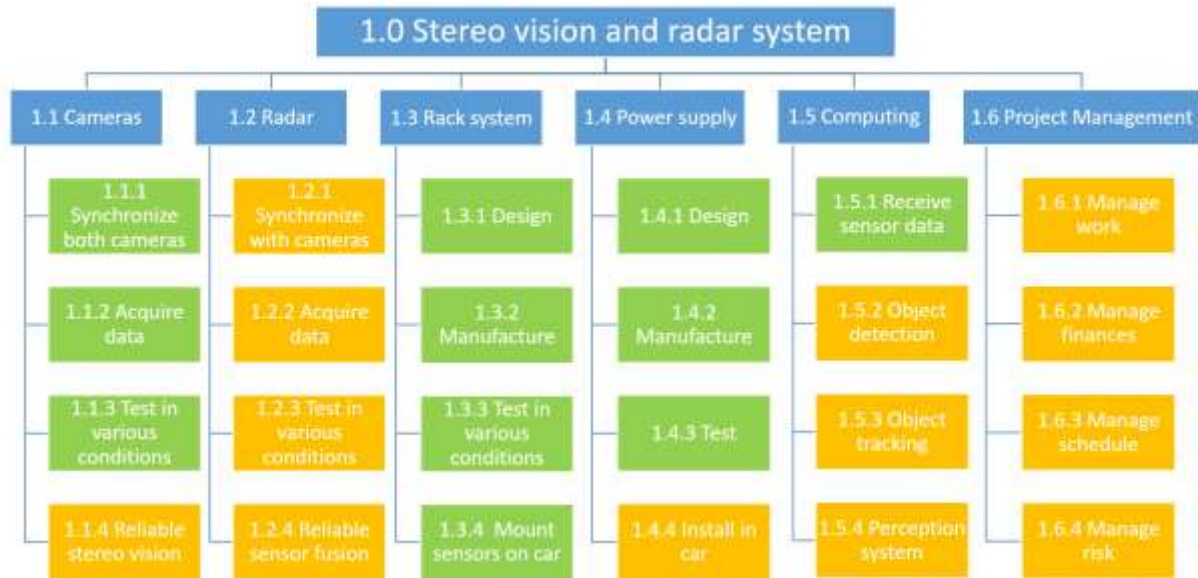 1.0 Stereo vision and radar system
1.1 Cameras
1.2 Radar
1.3 Rack system
1.4 Power supply
1.5 Computing
1.6 Project Management
1.1.1
Synchronize
both cameras
1.2.1
Synchronize
with cameras
1.3.1 Design
1.4.1 Design
1.5.1 Receive
sensor data
1.6.1 Manage
work
1.1.2 Acquire
data
1.2.2 Acquire
data
1.3.2
Manufacture
1.4.2
Manufacture
1.5.2 Object
detection
1.6.2 Manage
finances
1.1.3 Test in
various
conditions
1.2.3 Test in
various
conditions
1.3.3 Test in
various
conditions
1.4.3 Test
1.5.3 Object
tracking
1.6.3 Manage
schedule
1.1.4 Reliable
stereo vision
1.2.4 Reliable
sensor fusion
1.3.4 Mount
sensors on car
1.4.4 Install in
car
1.5.4 Perception
system
1.6.4 Manage
risk